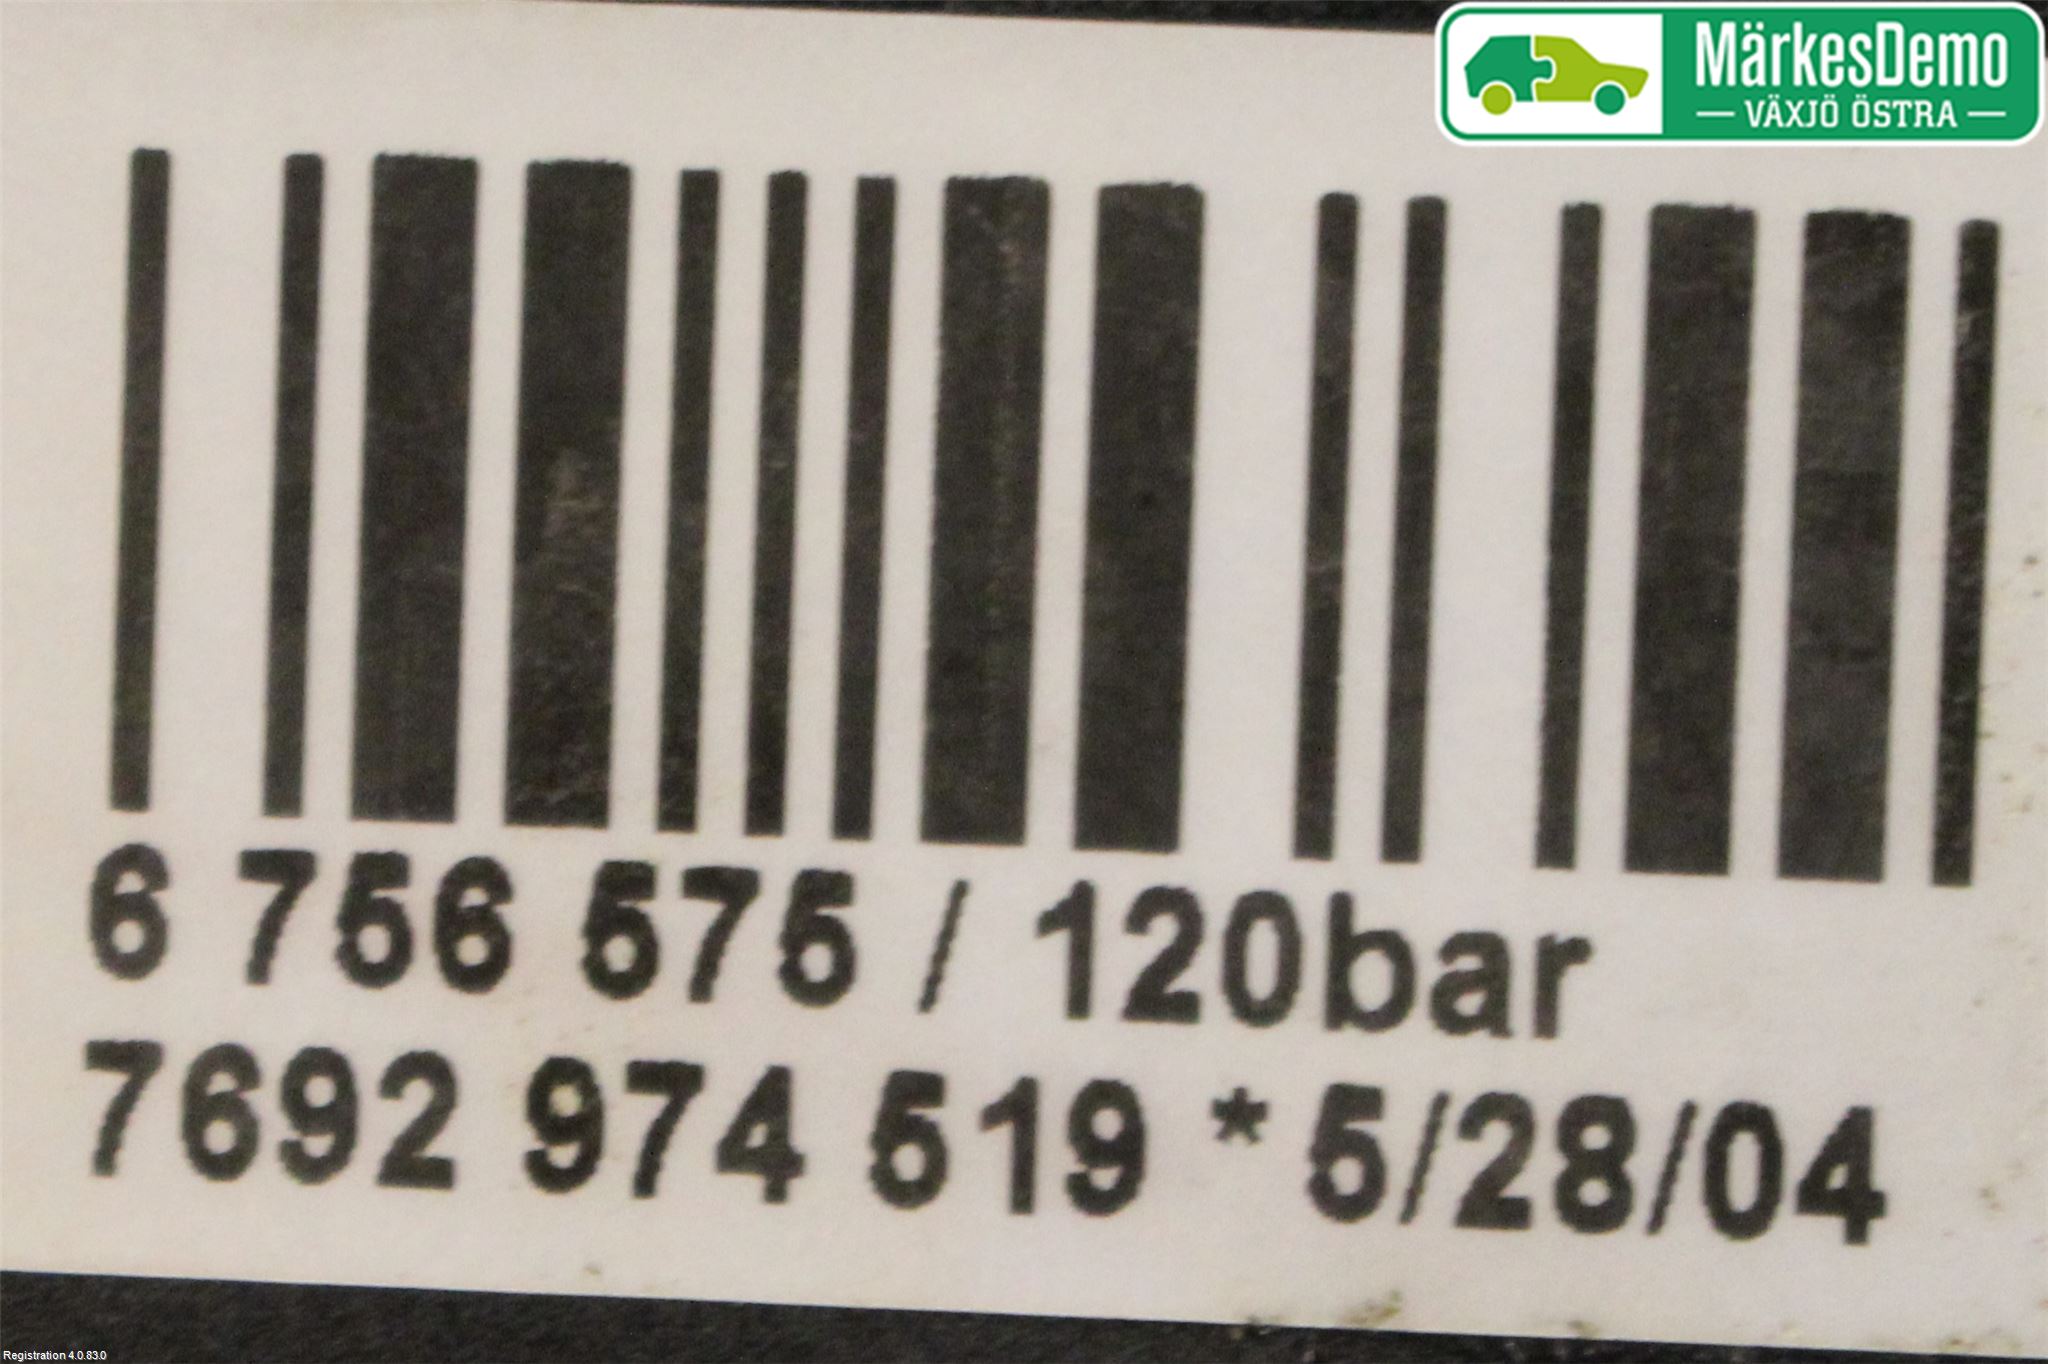 MärkesDemo
— VÄXJÖ ÖSTRA —
6 756 575 / 120bar
7692 974 519 * 5/28/04
Registration 4.0.83.0